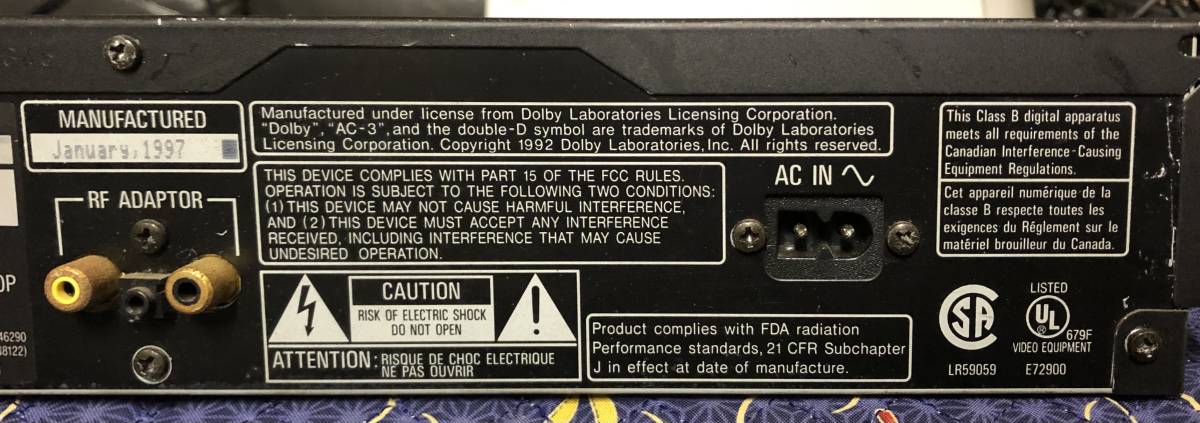 MANUFACTURED
January, 1997
RF ADAPTOR
OP
46290
48122)
Manufactured under license from Dolby Laboratories Licensing Corporation.
"Dolby", "AC-3", and the double-D symbol are trademarks of Dolby Laboratories
Licensing Corporation. Copyright 1992 Dolby Laboratories, Inc. All rights reserved.
THIS DEVICE COMPLIES WITH PART 15 OF THE FCC RULES.
OPERATION IS SUBJECT TO THE FOLLOWING TWO CONDITIONS:
(1) THIS DEVICE MAY NOT CAUSE HARMFUL INTERFERENCE,
AND (2) THIS DEVICE MUST ACCEPT ANY INTERFERENCE
RECEIVED, INCLUDING INTERFERENCE THAT MAY CAUSE
UNDESIRED OPERATION.
CAUTION
RISK OF ELECTRIC SHOCK
DO NOT OPEN
ATTENTION: RISQUE DE CHOC ELECTRIQUE
NE PAS OUVRIR
AC IN
Product complies with FDA radiation
Performance standards, 21 CFR Subchapter
J in effect at date of manufacture.
This Class B digital apparatus
meets all requirements of the
Canadian Interference-Causing
Equipment Regulations.
Cet appareil numérique de la
classe B respecte toutes les
exigences du Réglement sur le
matériel brouilleur du Canada.
SA
LR59059
LISTED
UL
®
679F
VIDEO EQUIPMENT
E72900